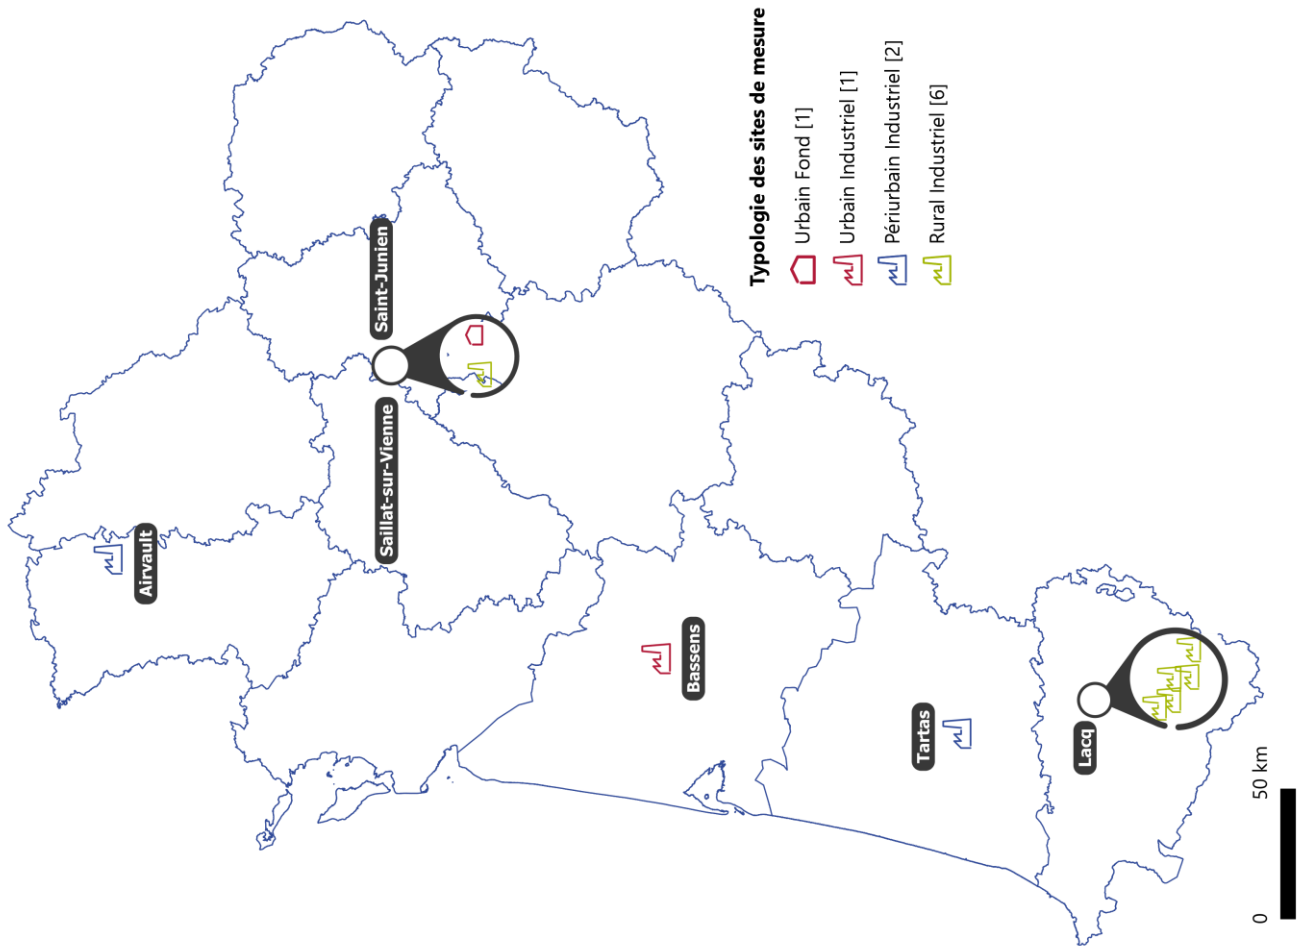 Airvault
Saint-Junien
Saillat-sur-Vienne
Bassens
Tartas
Lacq
Typologie des sites de mesure
Urbain Fond [1]
Urbain Industriel [1]
Périurbain Industriel [2]
Rural Industriel [6]
0 50 km